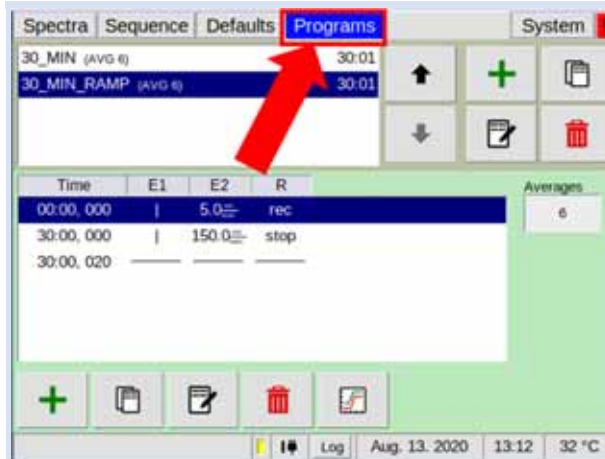 Spectra Sequence Defaults Programs System
30_MIN (AVG 6) 30:01
30_MIN_RAMP (AVG 6) 30:01
Time E1 E2 R Averages
00:00, 000 | 5.0 rec 6
30:00, 000 | 150.0 stop
30:00, 020
Log Aug. 13. 2020 13:12 32 °C